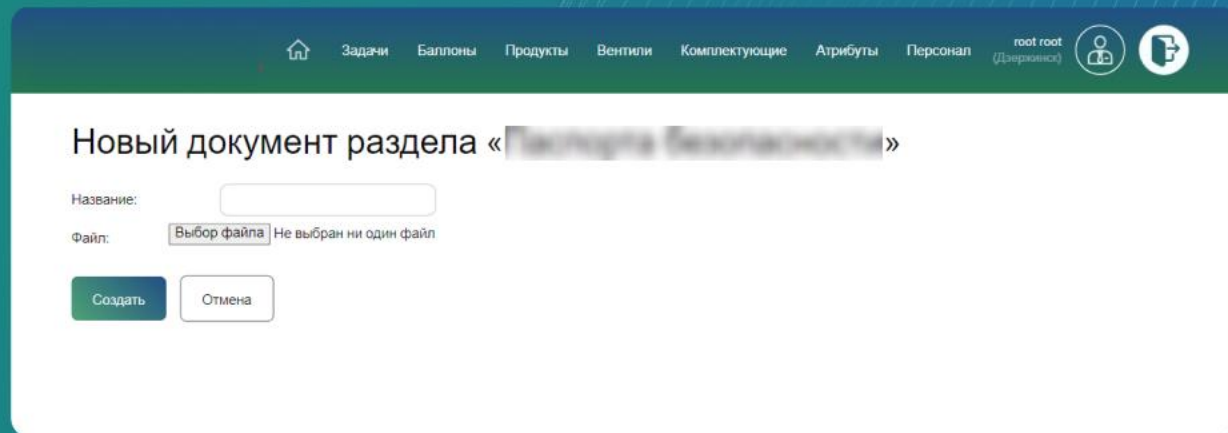 Задачи Баллоны Продукты Вентили Комплектующие Атрибуты Персонал root root
(Дзержинск)
Новый документ раздела « »
Название:
Файл: Выбор файла Не выбран ни один файл
Создать Отмена